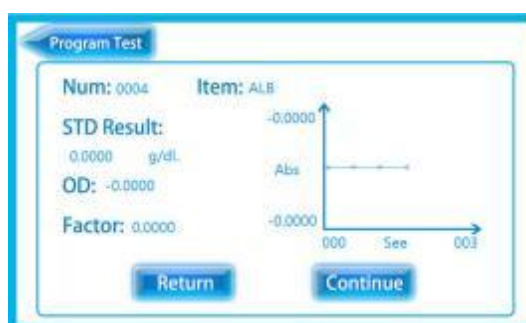 Program Test
Num: 0004 Item: ALB
STD Result:
0.0000 g/dl.
OD: -0.0000
Factor: 0.0000
-0.0000
Abs
-0.0000
000 See 003
Return Continue